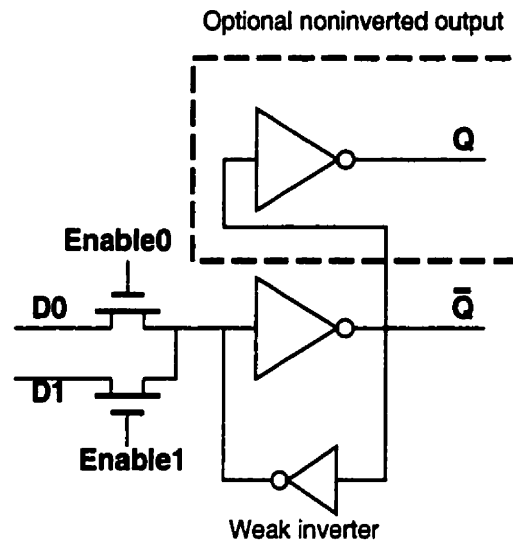 Optional noninverted output
Q
Enable0
D0
Q̅
D1
Enable1
Weak inverter